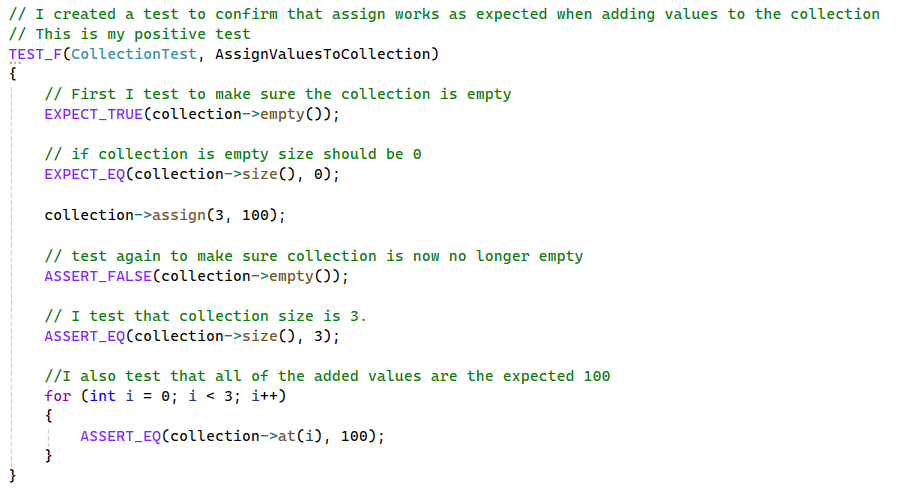 // I created a test to confirm that assign works as expected when adding values to the collection
// This is my positive test
TEST_F(CollectionTest, AssignValuesToCollection)
{
    // First I test to make sure the collection is empty
    EXPECT_TRUE(collection->empty());

    // if collection is empty size should be 0
    EXPECT_EQ(collection->size(), 0);

    collection->assign(3, 100);

    // test again to make sure collection is now no longer empty
    ASSERT_FALSE(collection->empty());

    // I test that collection size is 3.
    ASSERT_EQ(collection->size(), 3);

    //I also test that all of the added values are the expected 100
    for (int i = 0; i < 3; i++)
    {
        ASSERT_EQ(collection->at(i), 100);
    }
}